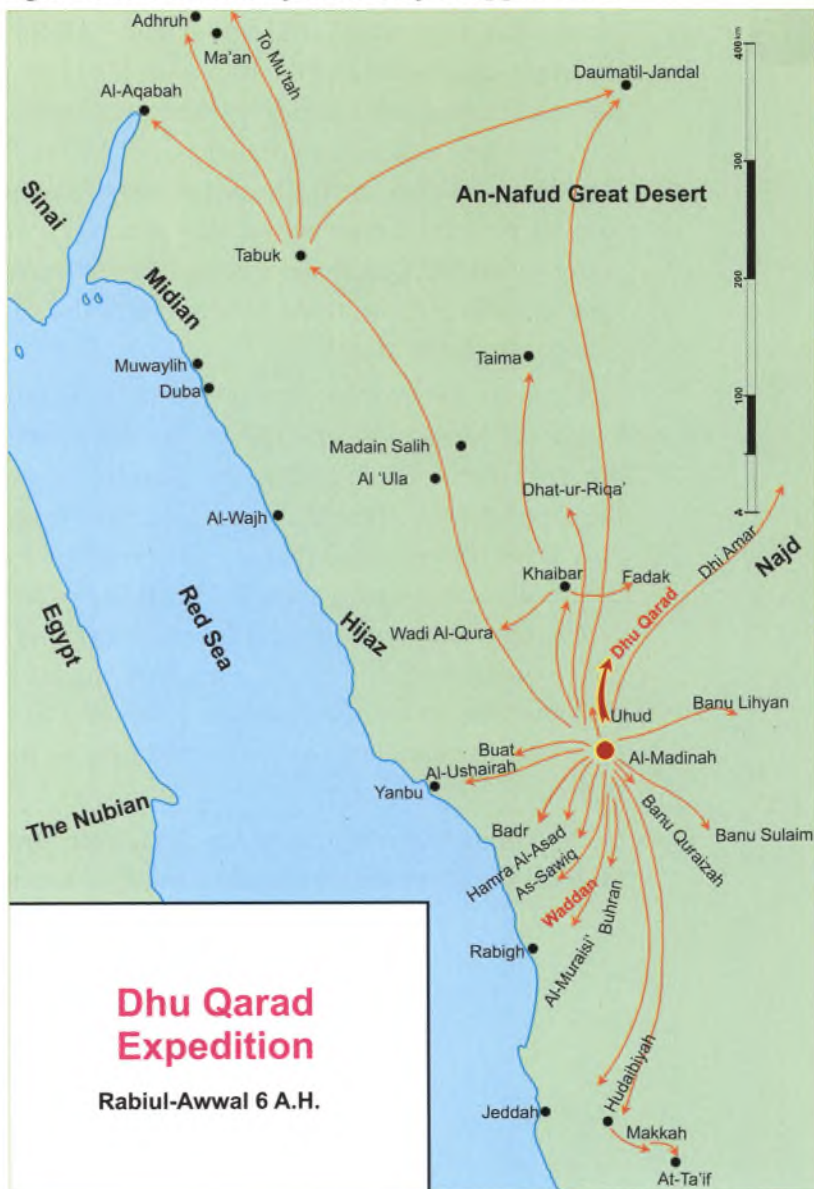 Adhruh
Ma'an
To Mu'tah
Al-Aqabah
Daumatil-Jandal
400 km
An-Nafud Great Desert
Sinai
300
Tabuk
Midian
200
Muwaylih
Duba
Taima
100
Madain Salih
Al 'Ula
Dhat-ur-Riqa'
Al-Wajh
Najd
Dhi Amar
Khaibar
Fadak
Red Sea
Egypt
Hijaz
Wadi Al-Qura
Dhu Qarad
Banu Lihyan
Uhud
Buat
Al-Madinah
Al-Ushairah
Yanbu
The Nubian
Badr
Banu Quraizah
Banu Sulaim
Hamra Al-Asad
As-Sawiq
Waddan
Buhran
Al-Muraisi'
Rabigh
Dhu Qarad
Expedition
Rabiul-Awwal 6 A.H.
Jeddah
Hudaibiyah
Makkah
At-Ta'if